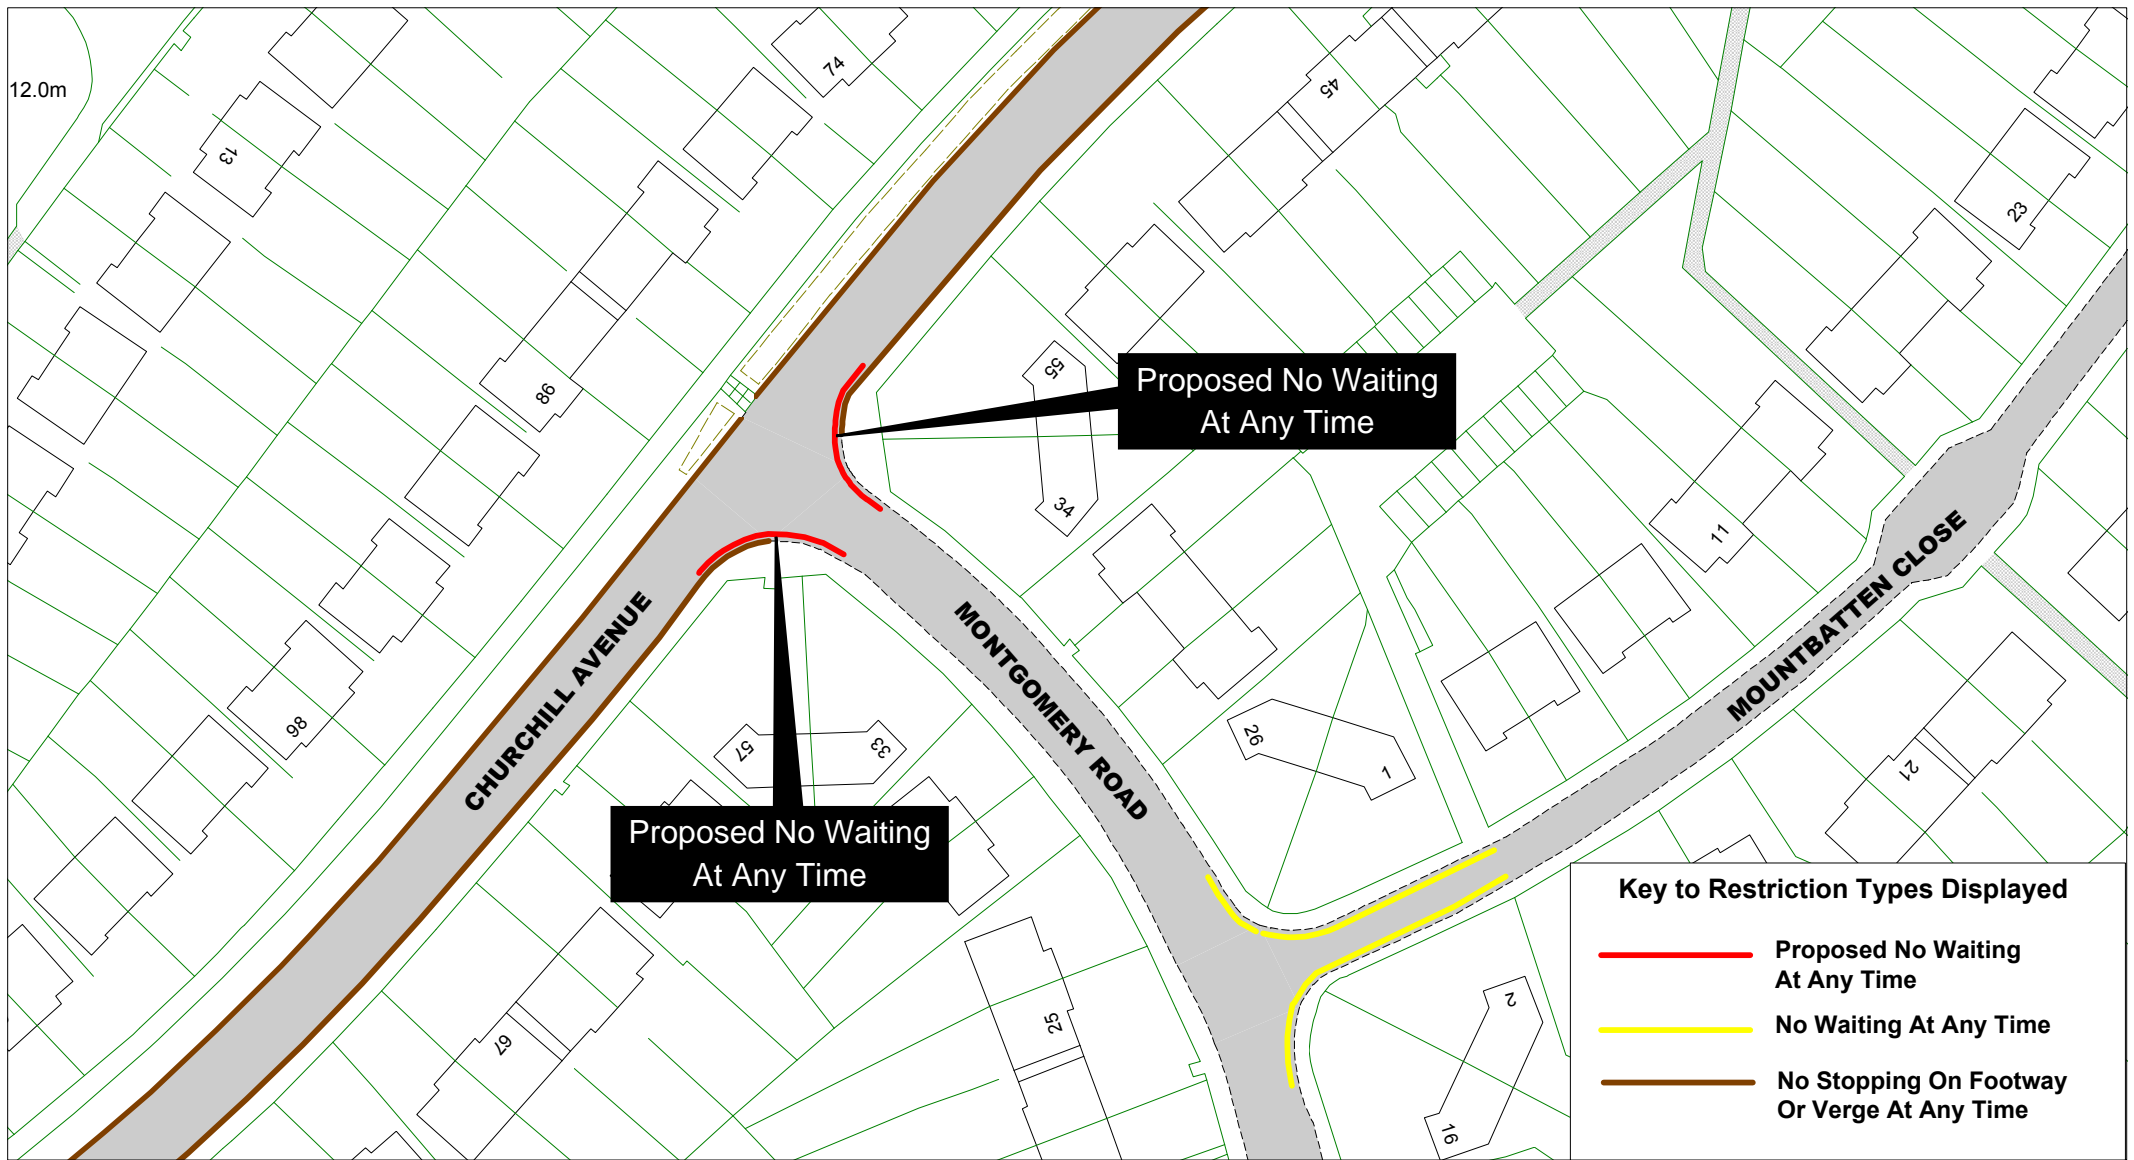 12.0m
74
45
13
23
55
Proposed No Waiting
At Any Time
88
34
11
CHURCHILL AVENUE
MONTGOMERY ROAD
MOUNTBATTEN CLOSE
96
57
33
26
1
21
Proposed No Waiting
At Any Time
67
25
2
16
Key to Restriction Types Displayed
Proposed No Waiting
At Any Time
No Waiting At Any Time
No Stopping On Footway
Or Verge At Any Time